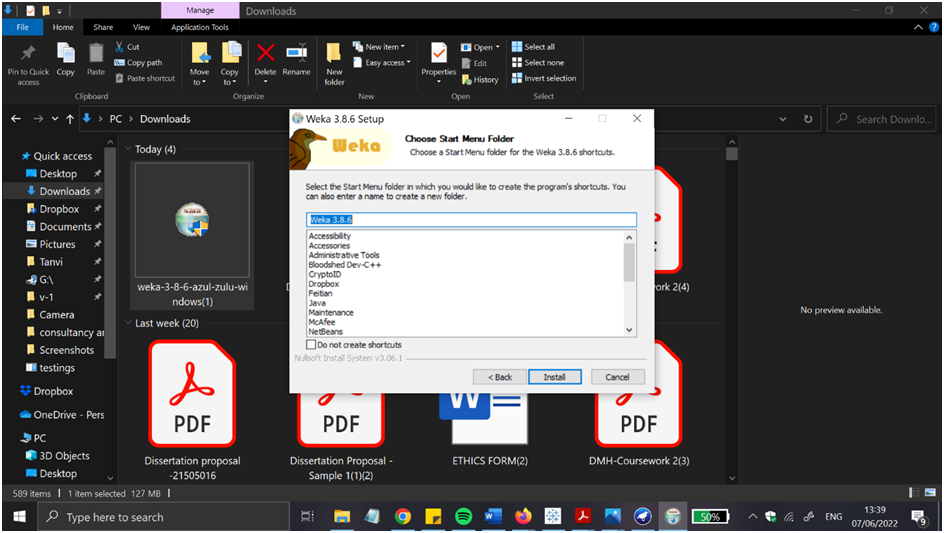 Manage
Downloads
File
Home
Share
View
Application Tools
Pin to Quick access
Copy
Paste
Cut
Copy path
Paste shortcut
Clipboard
Move to
Copy to
Delete
Rename
Organize
New folder
New item
Easy access
New
Properties
Open
Edit
History
Open
Select all
Select none
Invert selection
Select
PC
Downloads
Search Downlo...
Quick access
Desktop
Downloads
Dropbox
Documents
Pictures
Tanvi
G:\
v-1
Camera
consultancy ar
Screenshots
testings
Dropbox
OneDrive - Pers
PC
3D Objects
Desktop
Today (4)
weka-3-8-6-azul-zulu-wi
ndows(1)
Last week (20)
PDF
Dissertation proposal
-21505016
Weka 3.8.6 Setup
Weka
Choose Start Menu Folder
Choose a Start Menu folder for the Weka 3.8.6 shortcuts.
Select the Start Menu folder in which you would like to create the program's shortcuts. You
can also enter a name to create a new folder.
Weka 3.8.6
Accessibility
Accessories
Administrative Tools
Bloodshed Dev-C++
CryptoID
Dropbox
Feitian
Java
Maintenance
McAfee
NetBeans
Do not create shortcuts
Nullsoft Install System v3.06.1
< Back
Install
Cancel
PDF
Dissertation Proposal -
Sample 1(1)(2)
W
ETHICS FORM(2)
PDF
DMH-Coursework 2(3)
k 2(4)
No preview available.
589 items
1 item selected
127 MB
Type here to search
50%
ENG
13:39
07/06/2022
9